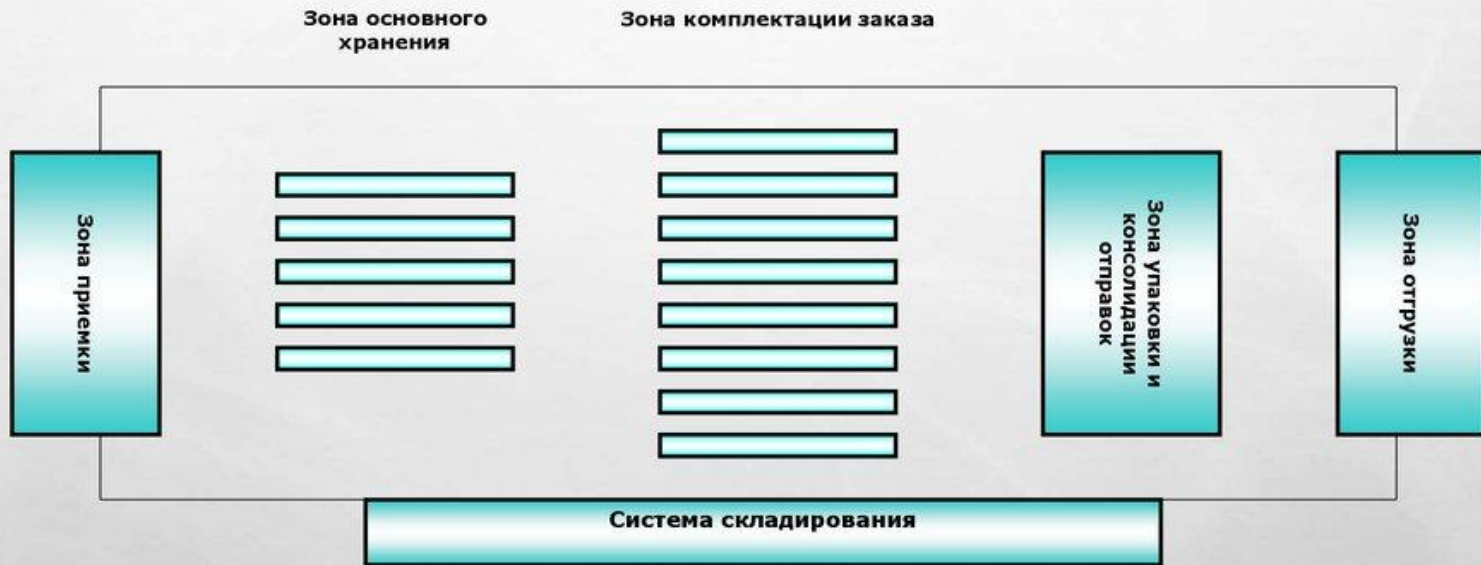 Зона основного
хранения
Зона комплектации заказа
Зона приемки
Зона упаковки и
консолидации
отправок
Зона отгрузки
Система складирования